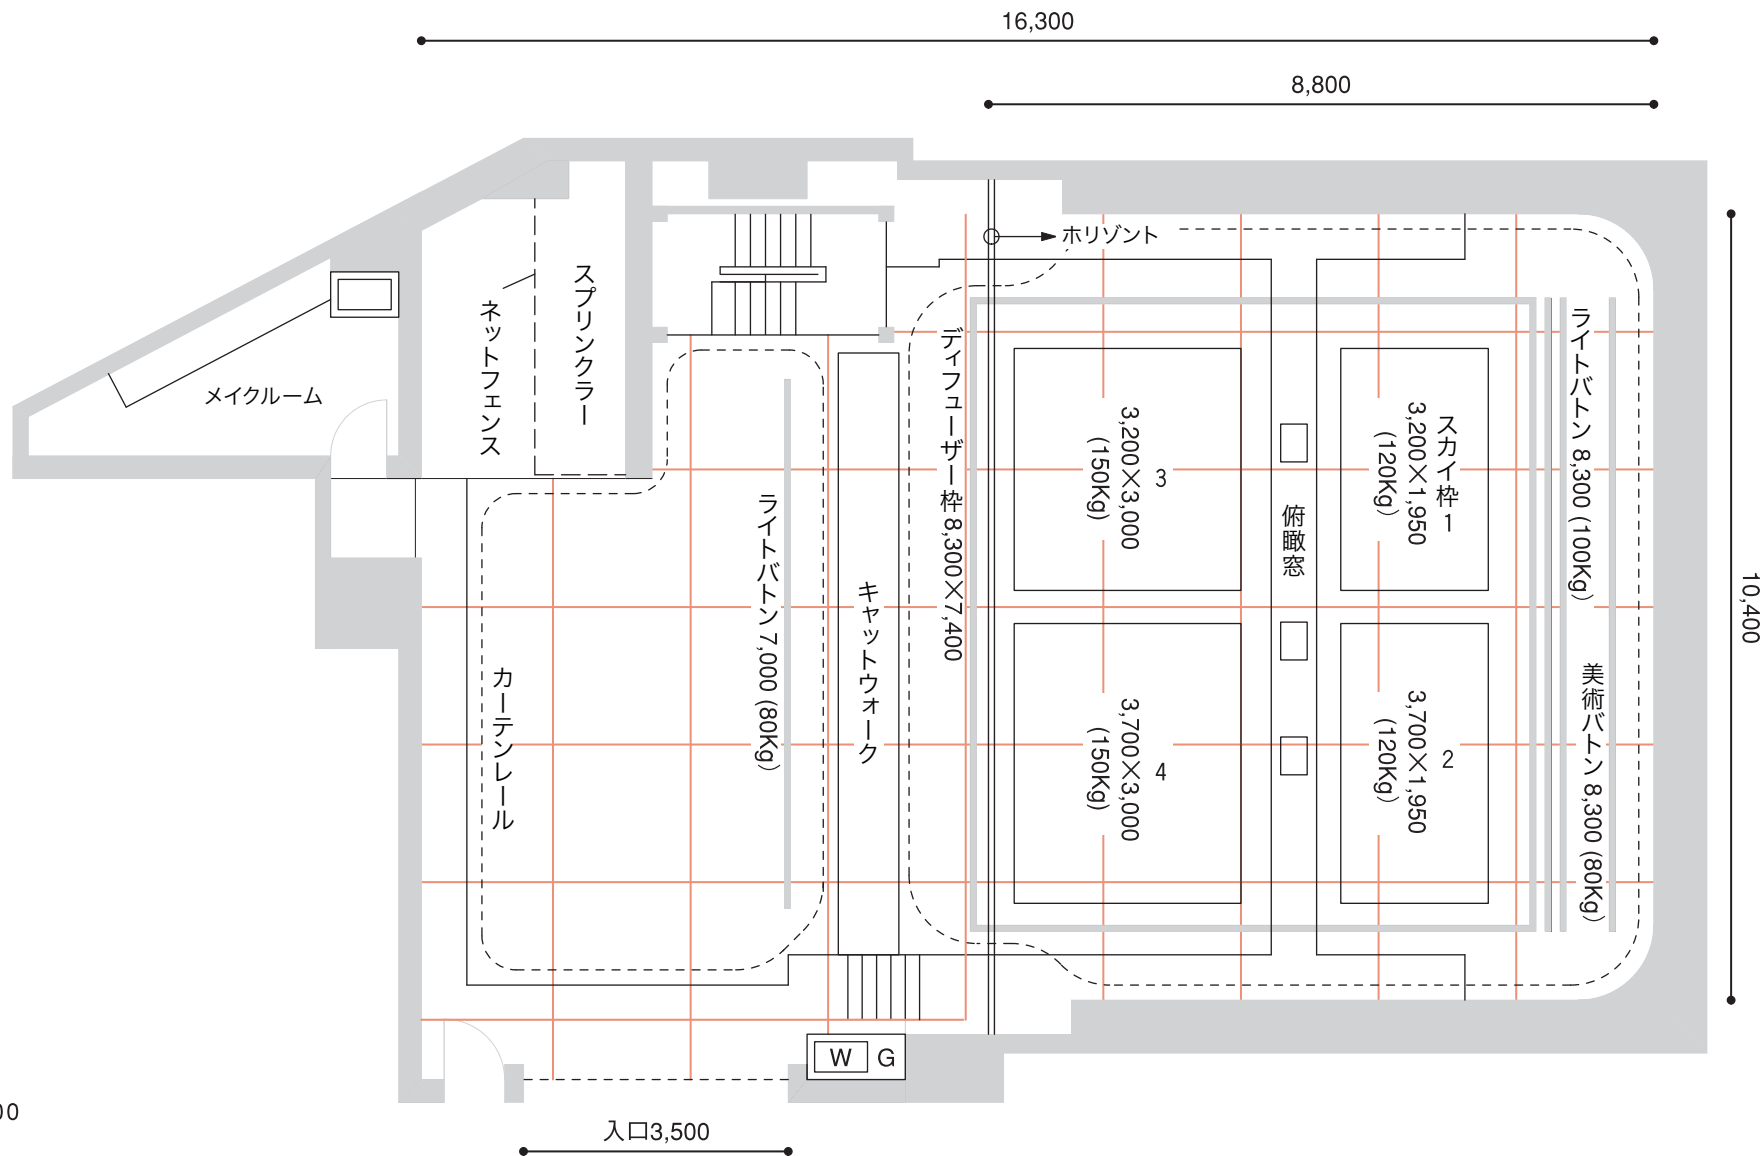 16,300
8,800
ホリゾント
スプリンクラー
ネットフェンス
メイクルーム
ディフューザー枠 8,300×7,400
3
3,200×3,000
(150Kg)
スカイ枠 1
3,200×1,950
(120Kg)
ライトバトン 8,300 (100Kg)
俯瞰窓
10,400
ライトバトン 7,000 (80Kg)
キャットウォーク
カーテンレール
4
3,700×3,000
(150Kg)
2
3,700×1,950
(120Kg)
美術バトン 8,300 (80Kg)
W G
00
入口3,500